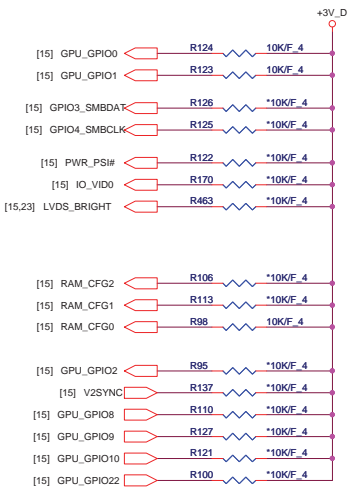 +3V_D
[15] GPU_GPIO0 R124 10K/F_4
[15] GPU_GPIO1 R123 10K/F_4
[15] GPIO3_SMBDAT R126 *10K/F_4
[15] GPIO4_SMBCLK R125 *10K/F_4
[15] PWR_PSI# R122 *10K/F_4
[15] IO_VID0 R170 *10K/F_4
[15,23] LVDS_BRIGHT R463 *10K/F_4
[15] RAM_CFG2 R106 *10K/F_4
[15] RAM_CFG1 R113 *10K/F_4
[15] RAM_CFG0 R98 10K/F_4
[15] GPU_GPIO2 R95 *10K/F_4
[15] V2SYNC R137 *10K/F_4
[15] GPU_GPIO8 R110 *10K/F_4
[15] GPU_GPIO9 R127 *10K/F_4
[15] GPU_GPIO10 R121 *10K/F_4
[15] GPU_GPIO22 R100 *10K/F_4